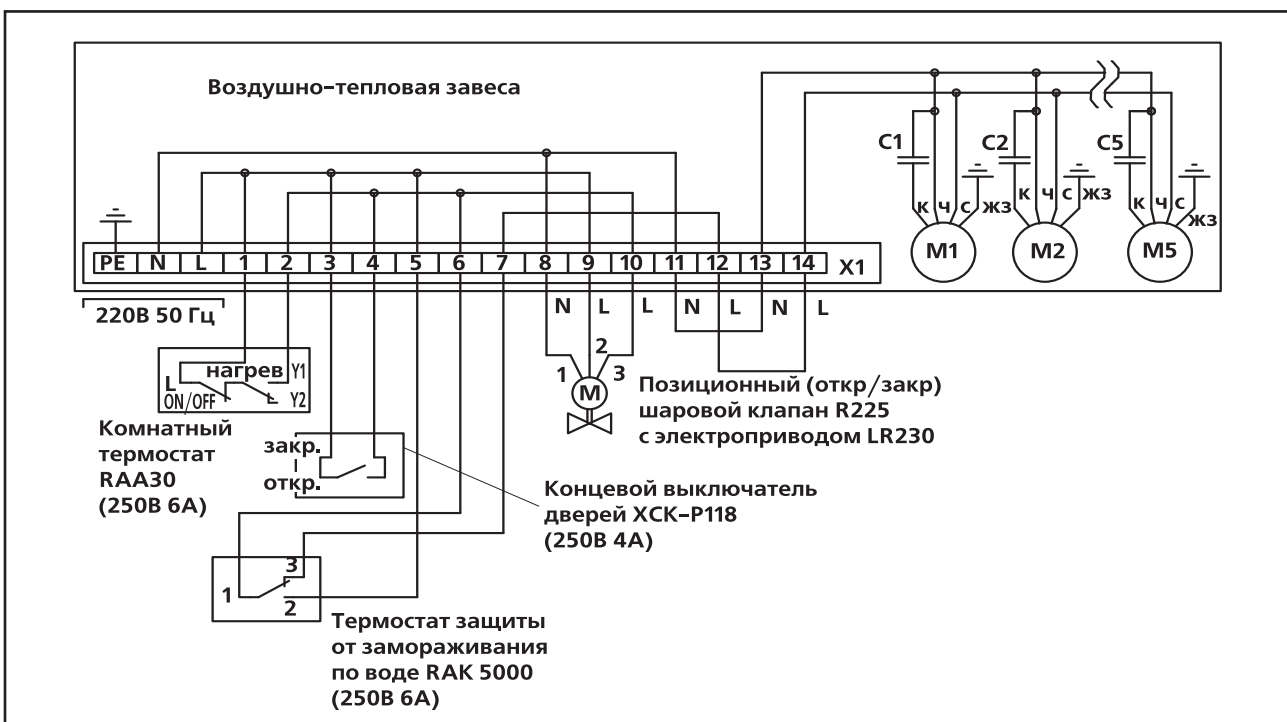 Воздушно-тепловая завеса
C1 C2 C5
к ч с жз к ч с жз к ч с жз
M1 M2 M5
PE N L 1 2 3 4 5 6 7 8 9 10 11 12 13 14 X1
220В 50 Гц
N L L N L N L
нагрев Y1
L
ON/OFF Y2
1 2 3
M
Позиционный (откр/закр)
шаровой клапан R225
с электроприводом LR230
Комнатный
термостат
RAA30
(250В 6А)
закр.
откр.
Концевой выключатель
дверей XCK-P118
(250В 4А)
3
1
2
Термостат защиты
от замораживания
по воде RAK 5000
(250В 6А)